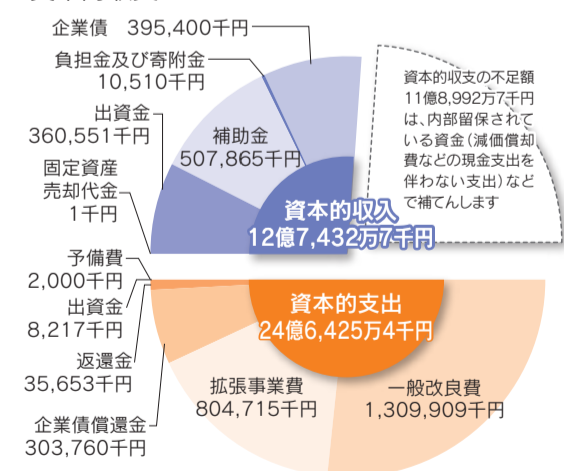 企業債 395,400千円
負担金及び寄附金
10,510千円
出資金
360,551千円
補助金
507,865千円
固定資産
売却代金
1千円
資本的収入
12億7,432万7千円
資本的収支の不足額
11億8,992万7千円
は、内部留保されて
いる資金(減価償却
費などの現金支出を
伴わない支出)など
で補てんします
予備費
2,000千円
出資金
8,217千円
返還金
35,653千円
企業債償還金
303,760千円
資本的支出
24億6,425万4千円
拡張事業費
804,715千円
一般改良費
1,309,909千円